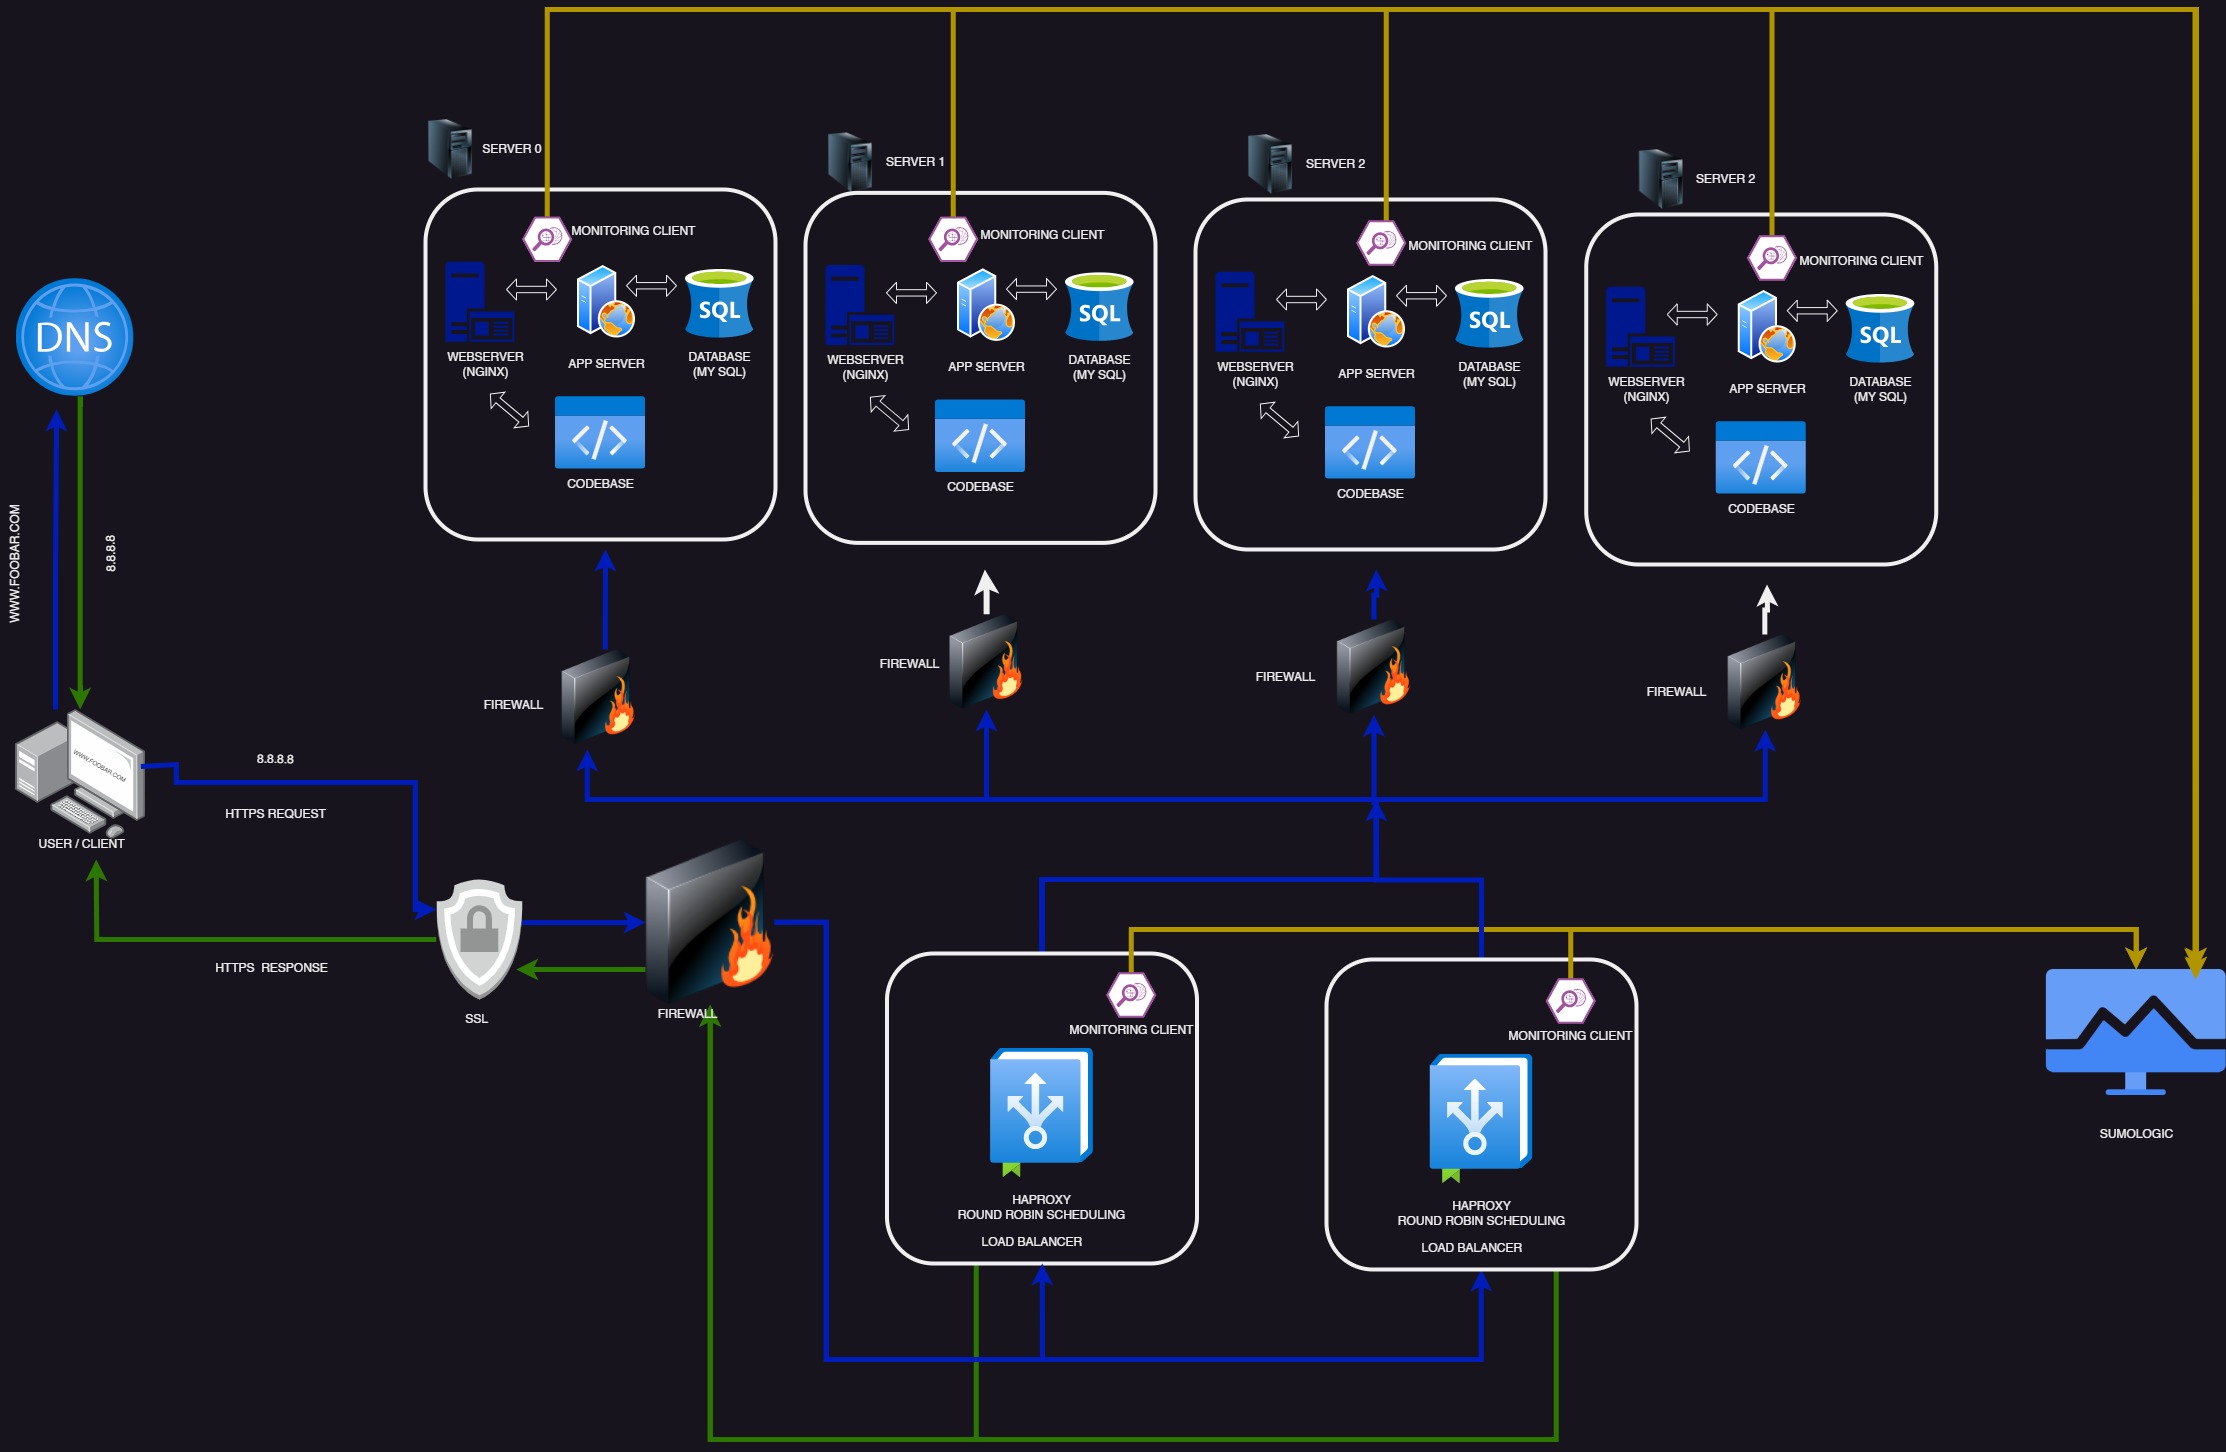 SERVER 0
SERVER 1
SERVER 2
SERVER 2
MONITORING CLIENT
MONITORING CLIENT
MONITORING CLIENT
MONITORING CLIENT
DNS
SQL
WEBSERVER
(NGINX)
APP SERVER
DATABASE
(MY SQL)
CODEBASE
SQL
WEBSERVER
(NGINX)
APP SERVER
DATABASE
(MY SQL)
CODEBASE
SQL
WEBSERVER
(NGINX)
APP SERVER
DATABASE
(MY SQL)
CODEBASE
SQL
WEBSERVER
(NGINX)
APP SERVER
DATABASE
(MY SQL)
CODEBASE
WWW.FOOBAR.COM
8.8.8.8
FIREWALL
FIREWALL
FIREWALL
FIREWALL
WWW.FOOBAR.COM
USER / CLIENT
8.8.8.8
HTTPS REQUEST
HTTPS RESPONSE
SSL
FIREWALL
MONITORING CLIENT
HAPROXY
ROUND ROBIN SCHEDULING
LOAD BALANCER
MONITORING CLIENT
HAPROXY
ROUND ROBIN SCHEDULING
LOAD BALANCER
SUMOLOGIC